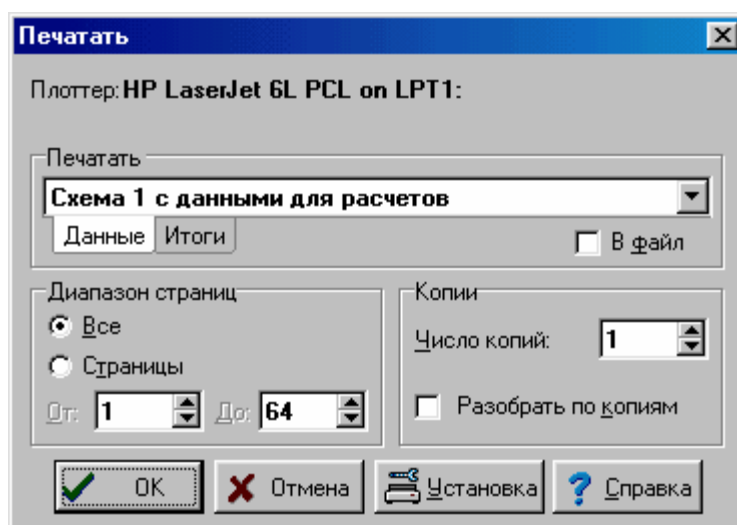 Печатать
Плоттер: HP LaserJet 6L PCL on LPT1:
Печатать
Схема 1 с данными для расчетов
Данные Итоги
В файл
Диапазон страниц
Все
Страницы
От: 1 До: 64
Копии
Число копий: 1
Разобрать по копиям
OK Отмена Установка Справка